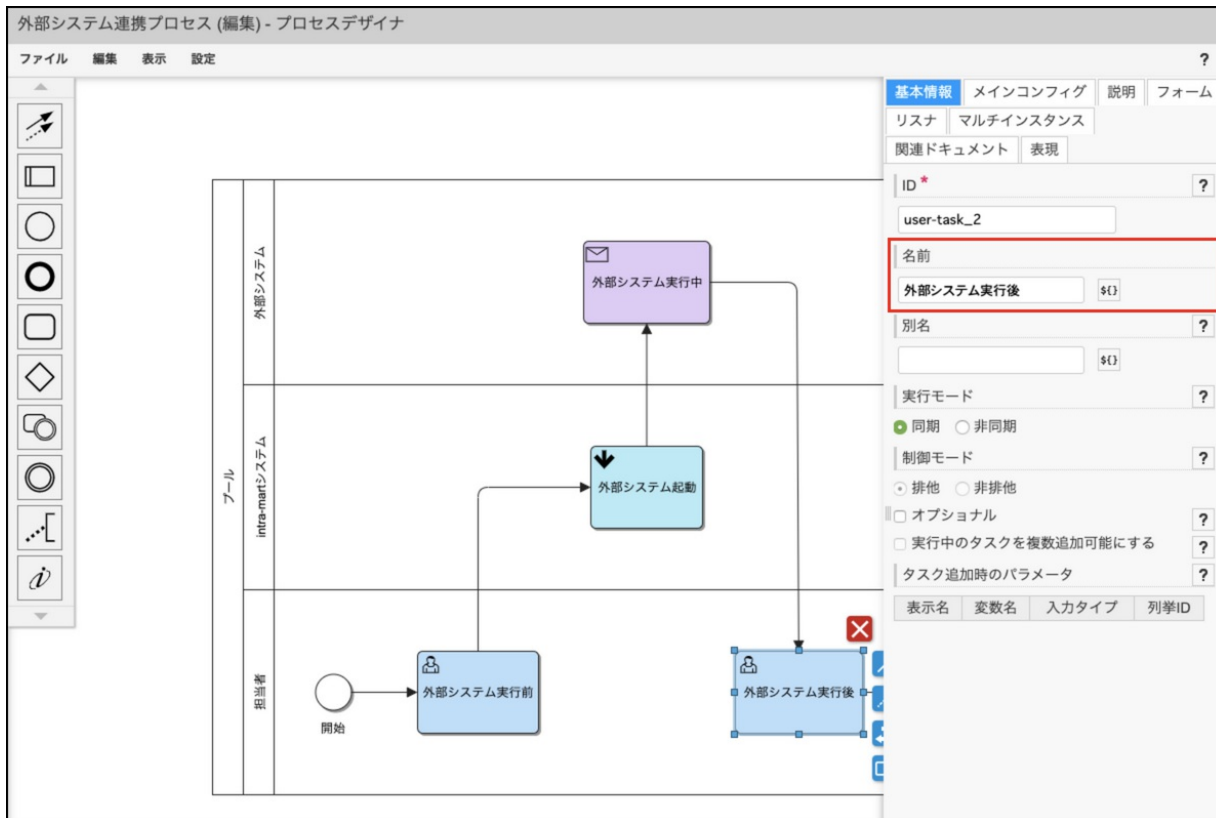 外部システム連携プロセス (編集) - プロセスデザイナ
ファイル 編集 表示 設定 ?
基本情報 メインコンフィグ 説明 フォーム
リスナ マルチインスタンス
関連ドキュメント 表現
ID * ?
user-task_2
名前
外部システム実行後 ${}
別名 ?
${}
実行モード ?
同期 非同期
制御モード ?
排他 非排他
オプショナル ?
実行中のタスクを複数追加可能にする ?
タスク追加時のパラメータ ?
表示名 変数名 入力タイプ 列挙ID
プール
外部システム
外部システム実行中
intra-martシステム
外部システム起動
担当者
開始
外部システム実行前
外部システム実行後